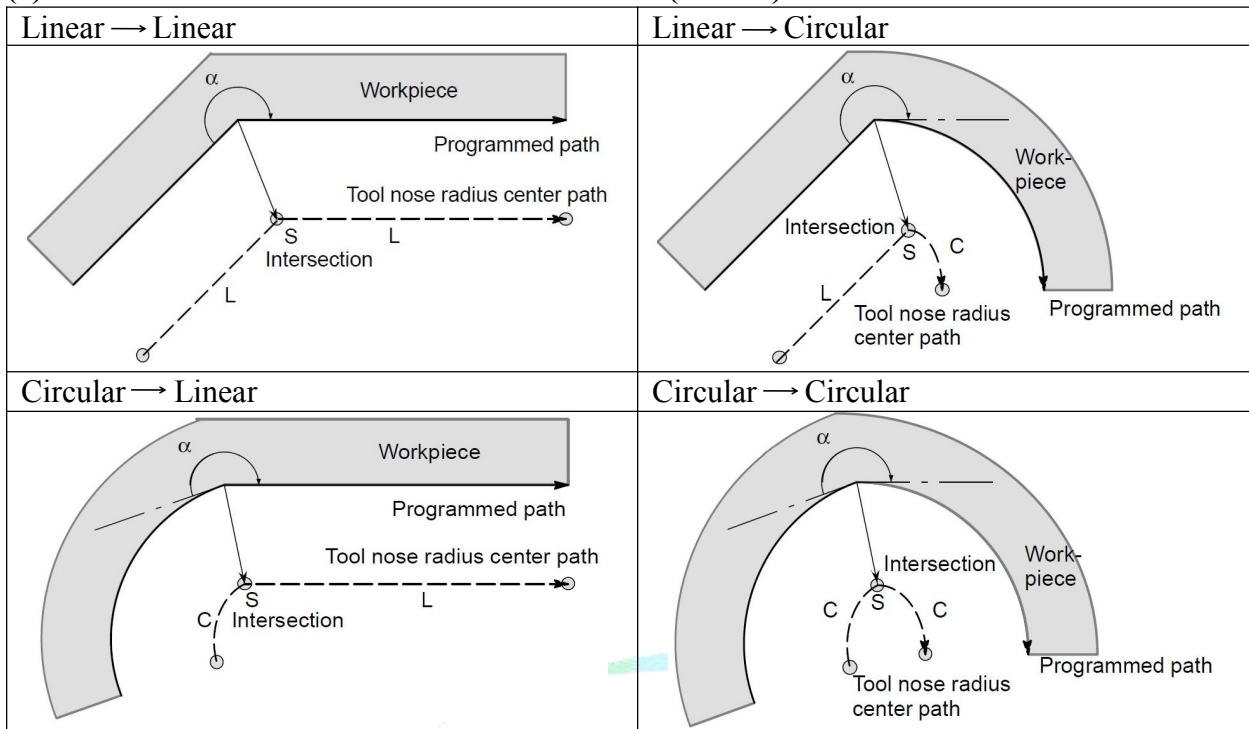 Linear → Linear
α
Workpiece
Programmed path
Tool nose radius center path
S
L
Intersection
L
Linear → Circular
α
Work-
piece
Intersection
S
C
L
Tool nose radius
center path
Programmed path
Circular → Linear
α
Workpiece
Programmed path
Tool nose radius center path
S
L
C
Intersection
Circular → Circular
α
Intersection
Work-
piece
C
S
C
Programmed path
Tool nose radius
center path